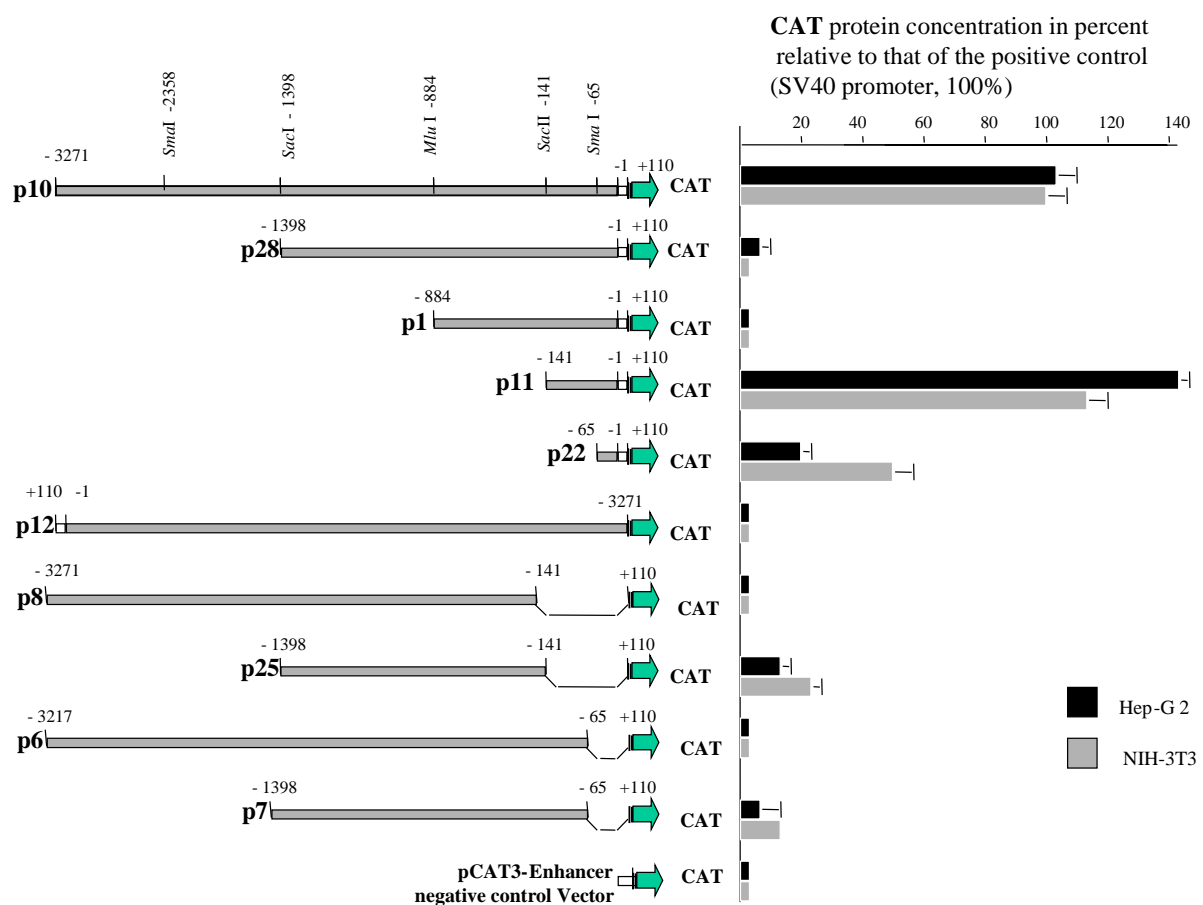 CAT protein concentration in percent
relative to that of the positive control
(SV40 promoter, 100%)
20 40 60 80 100 120 140
SmaI -2358
SacI - 1398
Mlu I -884
SacII -141
Sma I -65
- 3271
-1 +110
p10 CAT
- 1398 -1 +110
p28 CAT
- 884 -1 +110
p1 CAT
- 141 -1 +110
p11 CAT
- 65 -1 +110
p22 CAT
+110 -1 - 3271
p12 CAT
- 3271 - 141 +110
p8 CAT
- 1398 - 141 +110
p25 CAT
- 3217 - 65 +110
p6 CAT
- 1398 - 65 +110
p7 CAT
pCAT3-Enhancer
negative control Vector
CAT
Hep-G 2
NIH-3T3